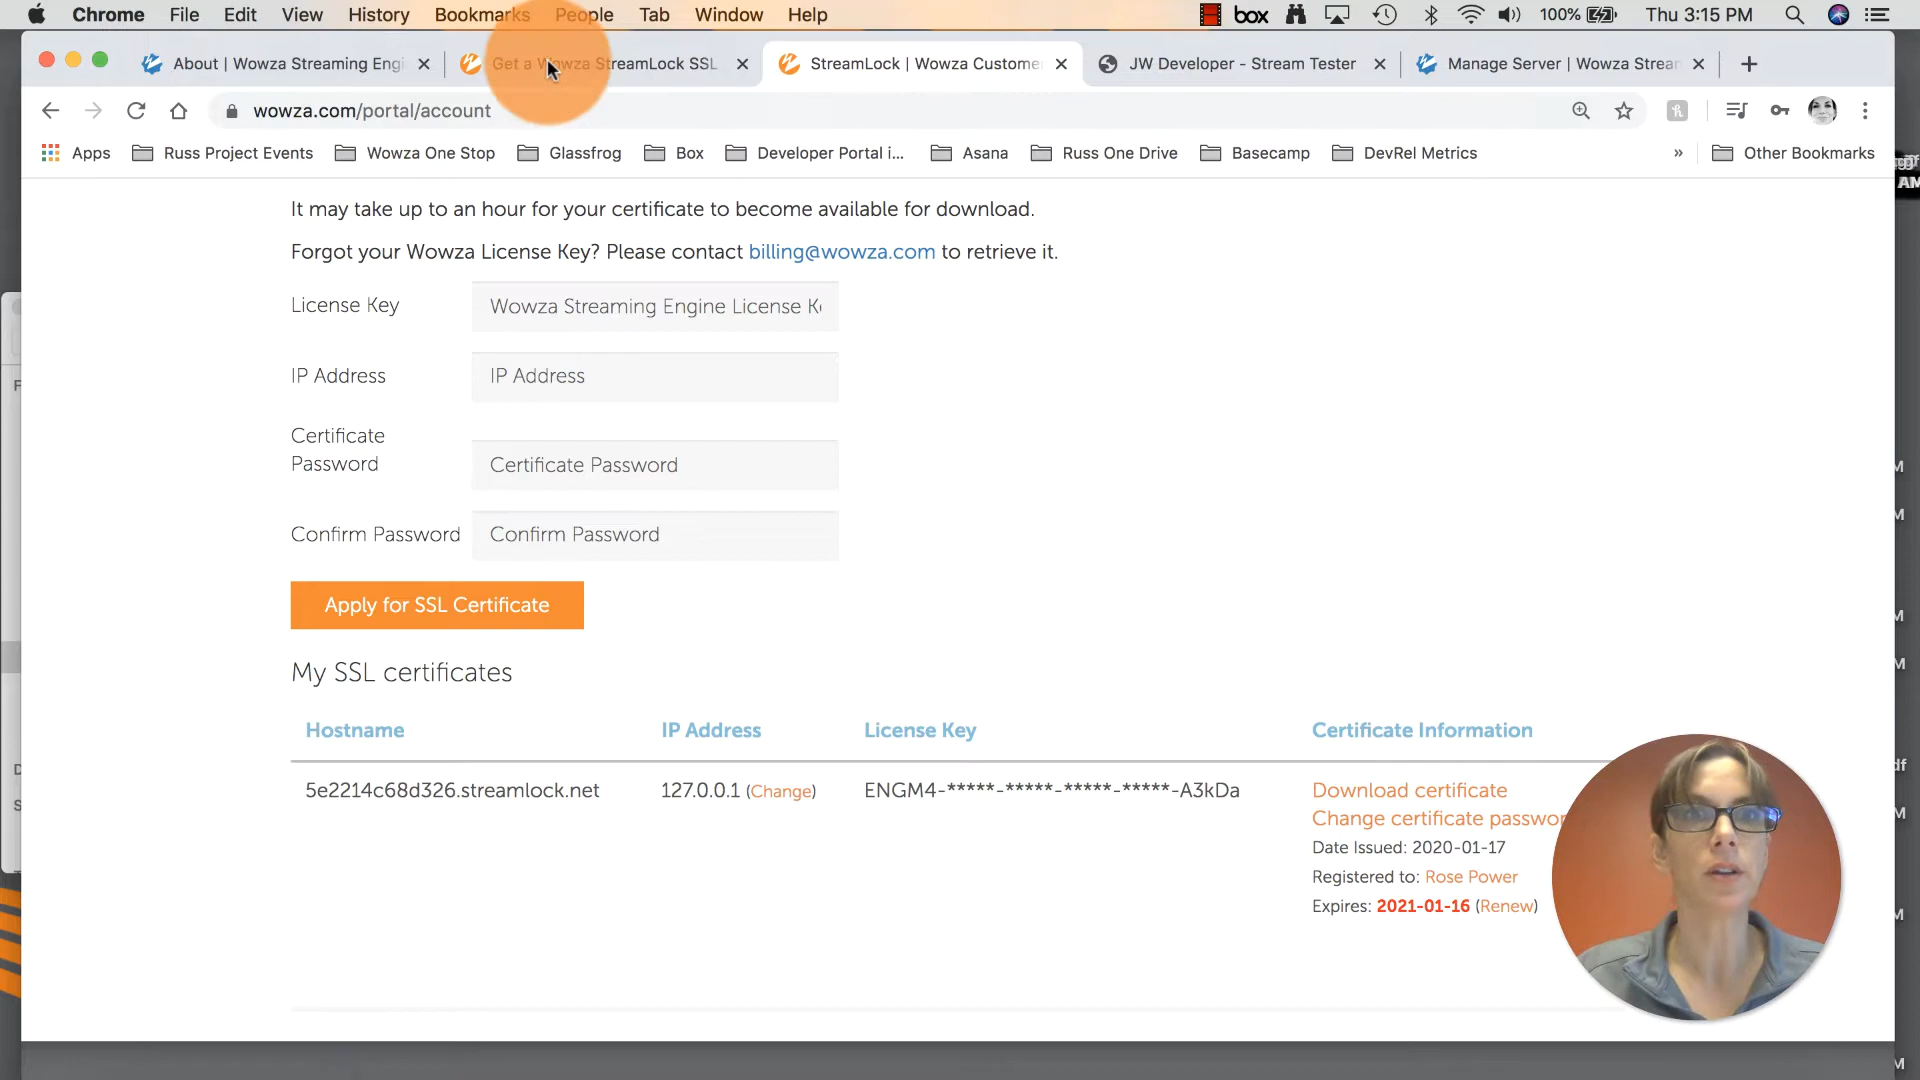 Chrome File Edit View History Bookmarks People Tab Window Help box 100% Thu 3:15 PM
About | Wowza Streaming Engi Get a Wowza StreamLock SSL StreamLock | Wowza Custome JW Developer - Stream Tester Manage Server | Wowza Strean
wowza.com/portal/account
Apps Russ Project Events Wowza One Stop Glassfrog Box Developer Portal i... Asana Russ One Drive Basecamp DevRel Metrics » Other Bookmarks
It may take up to an hour for your certificate to become available for download.
Forgot your Wowza License Key? Please contact billing@wowza.com to retrieve it.
License Key Wowza Streaming Engine License K
IP Address IP Address
Certificate
Password Certificate Password
Confirm Password Confirm Password
Apply for SSL Certificate
My SSL certificates
Hostname IP Address License Key Certificate Information
5e2214c68d326.streamlock.net 127.0.0.1 (Change) ENGM4-*****-*****-*****-*****-A3kDa Download certificate
Change certificate passwor
Date Issued: 2020-01-17
Registered to: Rose Power
Expires: 2021-01-16 (Renew)